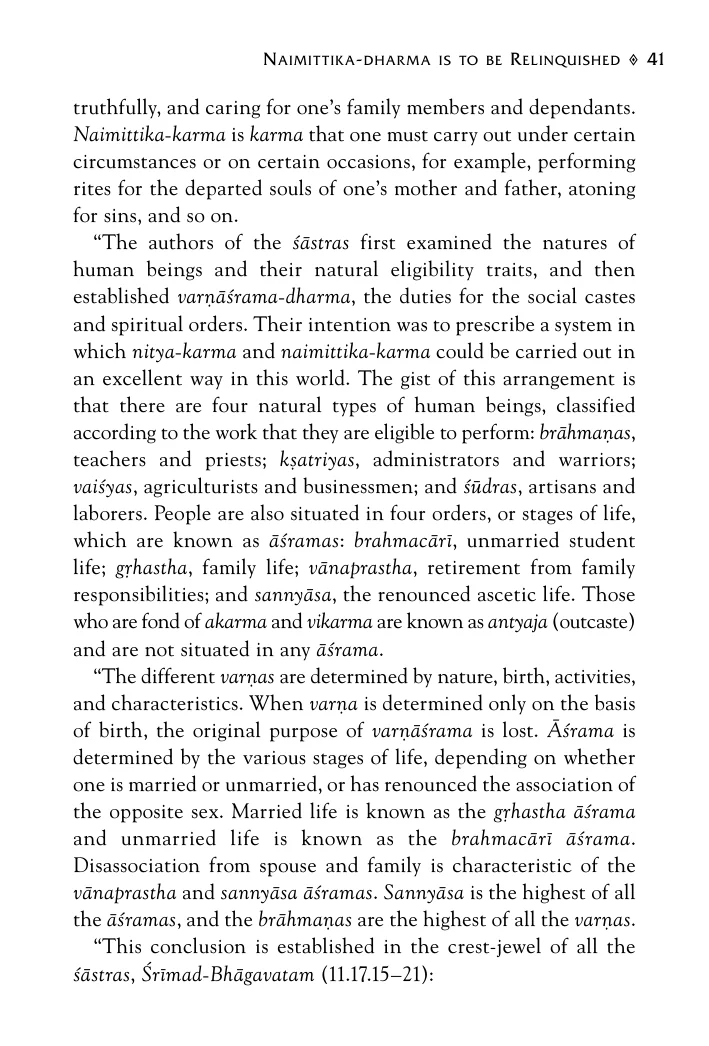 Naimittika-dharma is to be Relinquished ◊ 41
truthfully, and caring for one’s family members and dependants.
Naimittika-karma is karma that one must carry out under certain
circumstances or on certain occasions, for example, performing
rites for the departed souls of one’s mother and father, atoning
for sins, and so on.
“The authors of the śāstras first examined the natures of
human beings and their natural eligibility traits, and then
established varṇāśrama-dharma, the duties for the social castes
and spiritual orders. Their intention was to prescribe a system in
which nitya-karma and naimittika-karma could be carried out in
an excellent way in this world. The gist of this arrangement is
that there are four natural types of human beings, classified
according to the work that they are eligible to perform: brāhmaṇas,
teachers and priests; kṣatriyas, administrators and warriors;
vaiśyas, agriculturists and businessmen; and śūdras, artisans and
laborers. People are also situated in four orders, or stages of life,
which are known as āśramas: brahmacārī, unmarried student
life; gṛhastha, family life; vānaprastha, retirement from family
responsibilities; and sannyāsa, the renounced ascetic life. Those
who are fond of akarma and vikarma are known as antyaja (outcaste)
and are not situated in any āśrama.
“The different varṇas are determined by nature, birth, activities,
and characteristics. When varṇa is determined only on the basis
of birth, the original purpose of varṇāśrama is lost. Āśrama is
determined by the various stages of life, depending on whether
one is married or unmarried, or has renounced the association of
the opposite sex. Married life is known as the gṛhastha āśrama
and unmarried life is known as the brahmacārī āśrama.
Disassociation from spouse and family is characteristic of the
vānaprastha and sannyāsa āśramas. Sannyāsa is the highest of all
the āśramas, and the brāhmaṇas are the highest of all the varṇas.
“This conclusion is established in the crest-jewel of all the
śāstras, Śrīmad-Bhāgavatam (11.17.15–21):